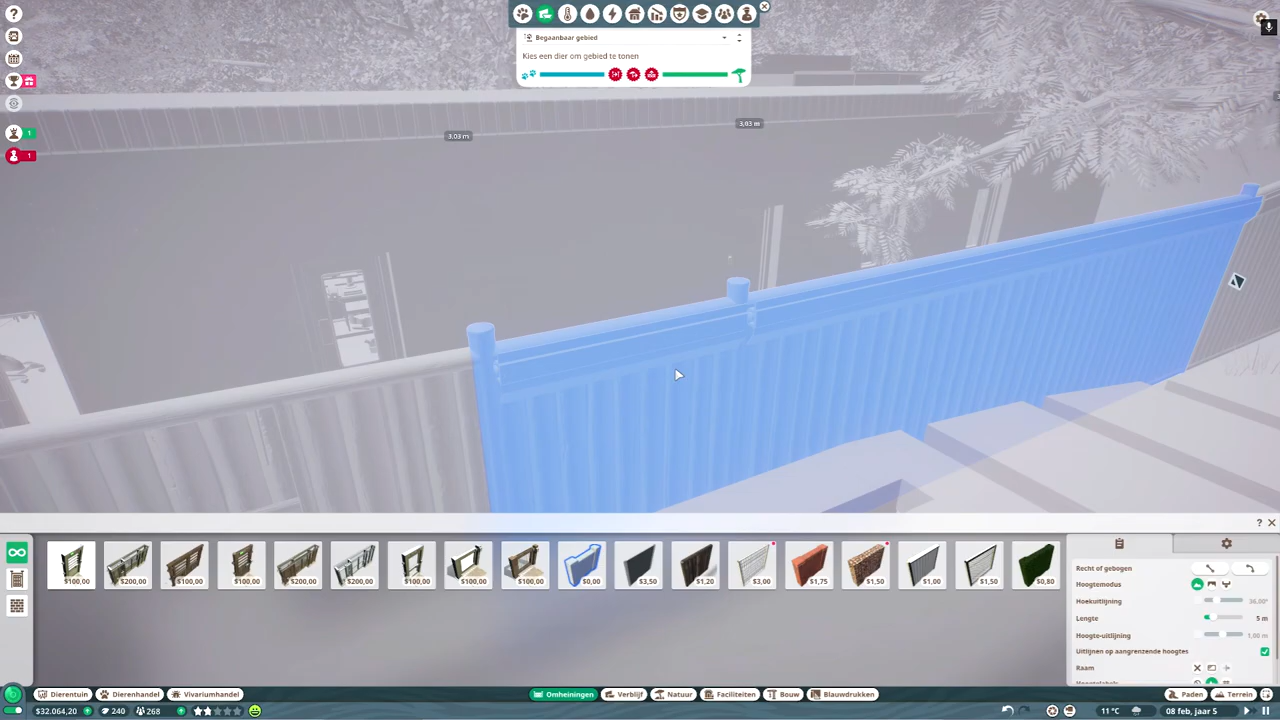 Begaanbaar gebied
Kies een dier om gebied te tonen
3,03 m
3,03 m
1
1
?
? ×
$100,00
$200,00
$100,00
$100,00
$200,00
$200,00
$100,00
$100,00
$100,00
$0,00
$3,50
$1,20
$3,00
$1,75
$1,50
$1,00
$1,50
$0,80
Recht of gebogen
Hoogtemodus
Hoekuitlijning 36,00°
Lengte 5 m
Hoogte-uitlijning 1,00 m
Uitlijnen op aangrenzende hoogtes
Raam
Hoogtelabels
Dierentuin
Dierenhandel
Vivariumhandel
Omheiningen
Verblijf
Natuur
Faciliteiten
Bouw
Blauwdrukken
Paden
Terrein
$32.064,20
240
268
11°C
08 feb, jaar 5